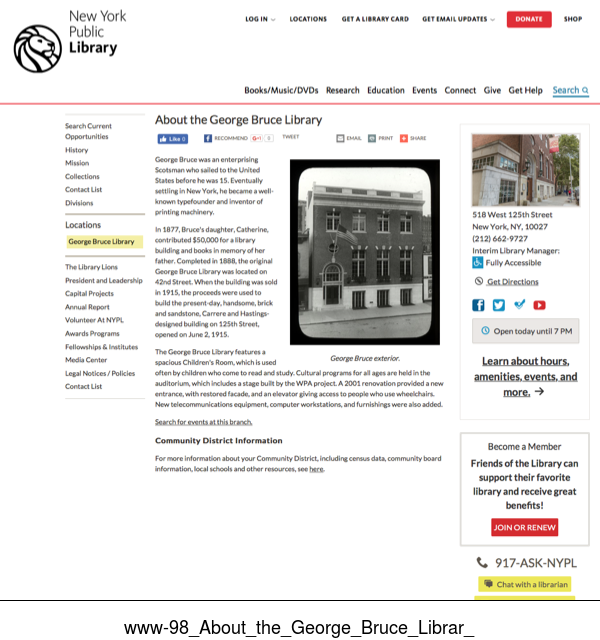 New York
Public
Library
LOG IN
LOCATIONS
GET A LIBRARY CARD
GET EMAIL UPDATES
DONATE
SHOP
Books/Music/DVDs Research Education Events Connect Give Get Help Search
Search Current
Opportunities
History
Mission
Collections
Contact List
Divisions
Locations
George Bruce Library
The Library Lions
President and Leadership
Capital Projects
Annual Report
Volunteer At NYPL
Awards Programs
Fellowships & Institutes
Media Center
Legal Notices / Policies
Contact List
About the George Bruce Library
Like 0
RECOMMEND
G+1 0
TWEET
EMAIL
PRINT
SHARE
George Bruce was an enterprising
Scotsman who sailed to the United
States before he was 15. Eventually
settling in New York, he became a well-
known typefounder and inventor of
printing machinery.
In 1877, Bruce's daughter, Catherine,
contributed $50,000 for a library
building and books in memory of her
father. Completed in 1888, the original
George Bruce Library was located on
42nd Street. When the building was sold
in 1915, the proceeds were used to
build the present-day, handsome, brick
and sandstone, Carrere and Hastings-
designed building on 125th Street,
opened on June 2, 1915.
The George Bruce Library features a
spacious Children's Room, which is used
often by children who come to read and study. Cultural programs for all ages are held in the
auditorium, which includes a stage built by the WPA project. A 2001 renovation provided a new
entrance, with restored facade, and an elevator giving access to people who use wheelchairs.
New telecommunications equipment, computer workstations, and furnishings were also added.
George Bruce exterior.
Search for events at this branch.
Community District Information
For more information about your Community District, including census data, community board
information, local schools and other resources, see here.
518 West 125th Street
New York, NY, 10027
(212) 662-9727
Interim Library Manager:
Fully Accessible
Get Directions
Open today until 7 PM
Learn about hours,
amenities, events, and
more. →
Become a Member
Friends of the Library can
support their favorite
library and receive great
benefits!
JOIN OR RENEW
917-ASK-NYPL
Chat with a librarian
www-98_About_the_George_Bruce_Librar_